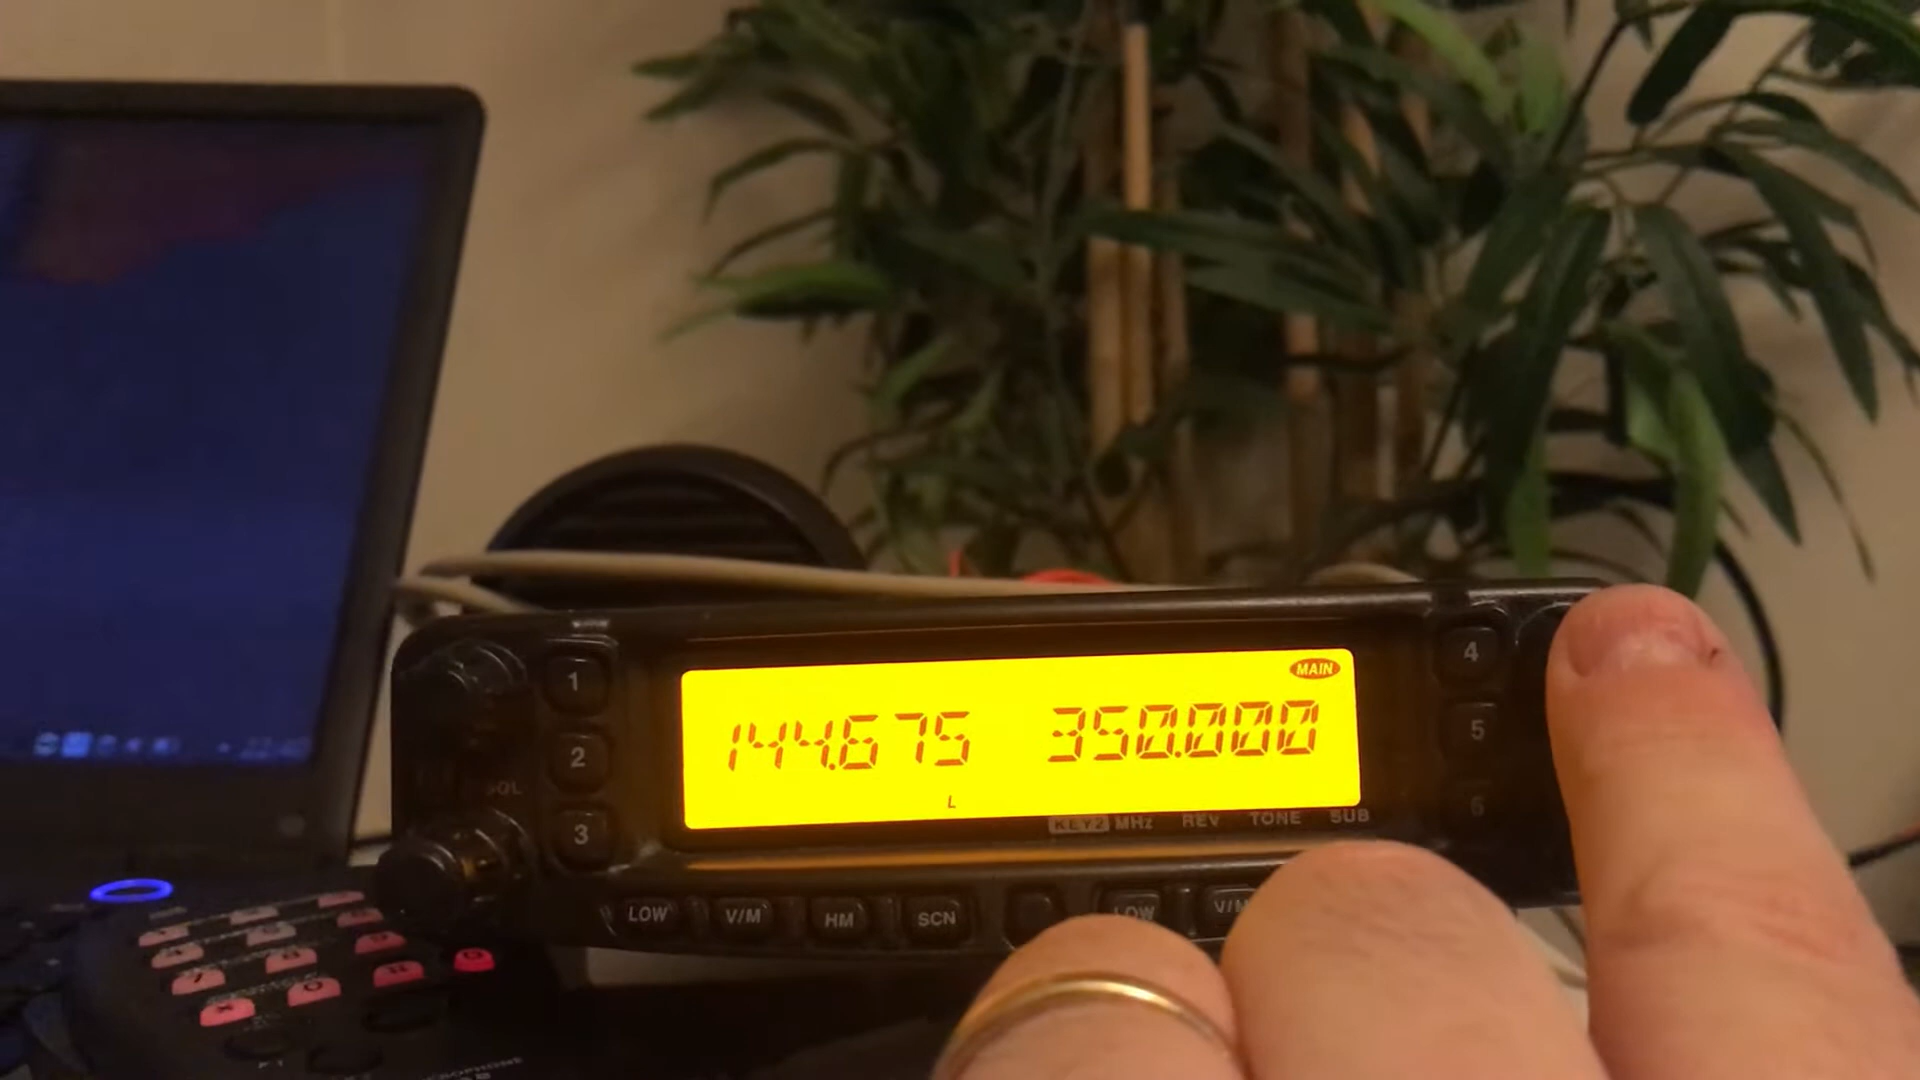 MAIN
144.675 350.000
L
KEY2 MHz REV TONE SUB
SQL
1
2
3
4
5
6
LOW V/M HM SCN LOW V/M